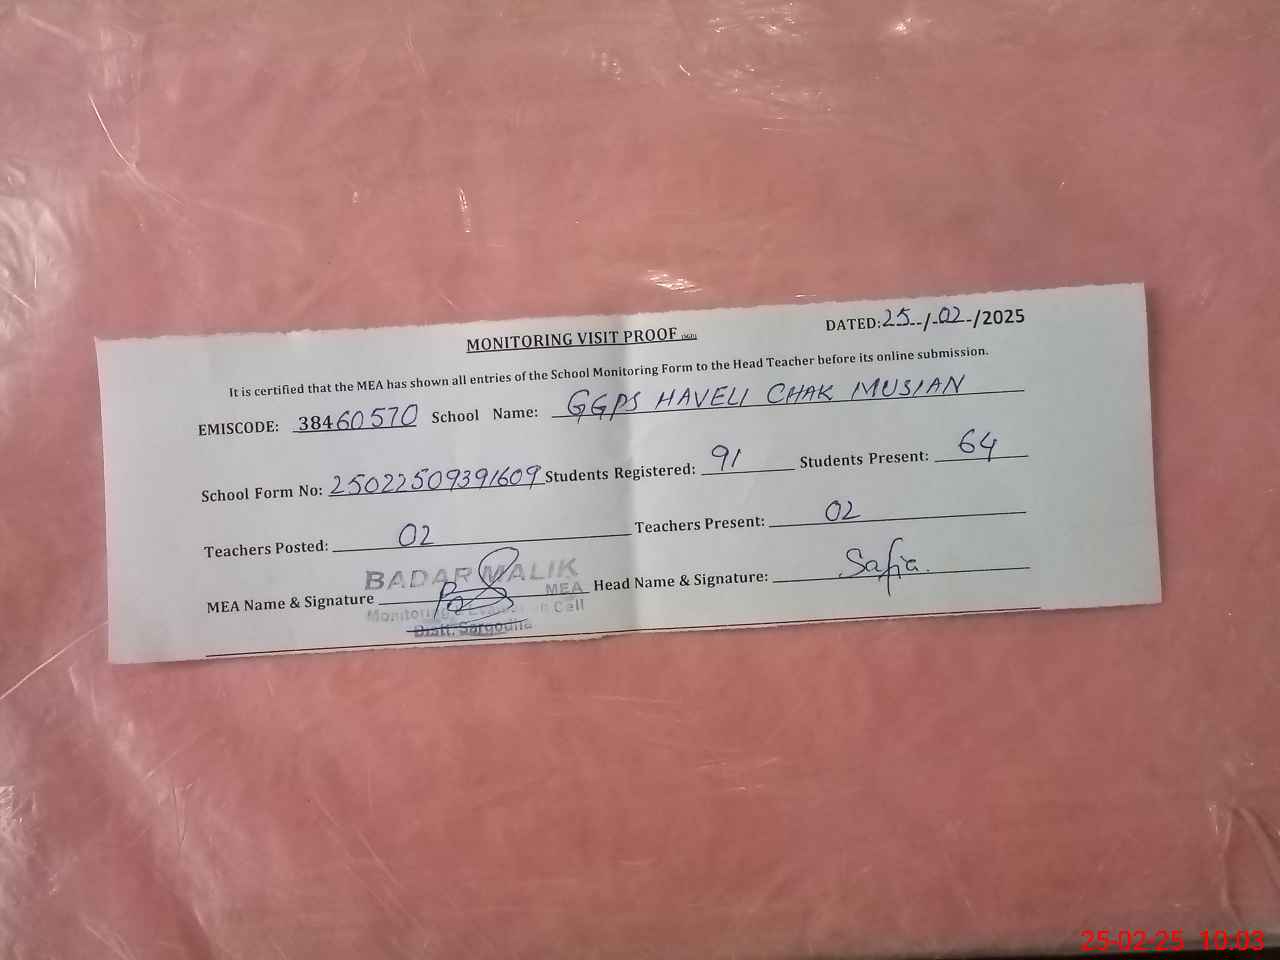 MONITORING VISIT PROOF
DATED: 25--/-02-/2025
It is certified that the MEA has shown all entries of the School Monitoring Form to the Head Teacher before its online submission.
EMISCODE: 38460570 School Name: GGPS HAVELI CHAK MUSIAN
School Form No: 25022509391609 Students Registered: 91 Students Present: 64
Teachers Posted: 02 Teachers Present: 02
BADAR MALIK
MEA Name & Signature MEA Head Name & Signature: Safia.
Monitoring & Evaluation Cell
Distt. Sargodha
25-02-25 10:03